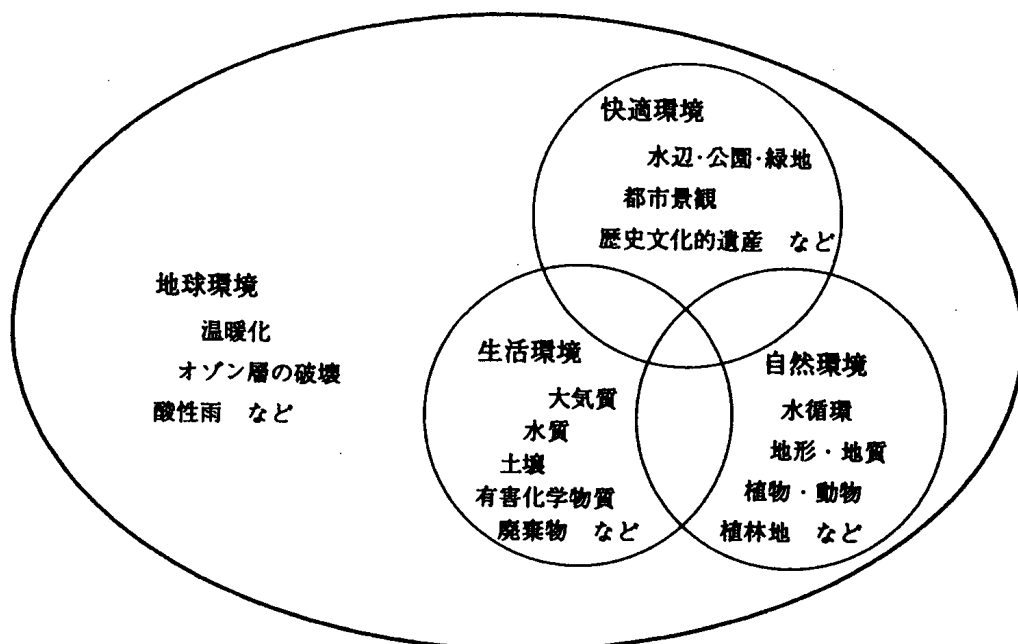 快適環境
水辺・公園・緑地
都市景観
歴史文化的遺産　など
地球環境
温暖化
オゾン層の破壊
酸性雨　など
生活環境
大気質
水質
土壌
有害化学物質
廃棄物　など
自然環境
水循環
地形・地質
植物・動物
植林地　など